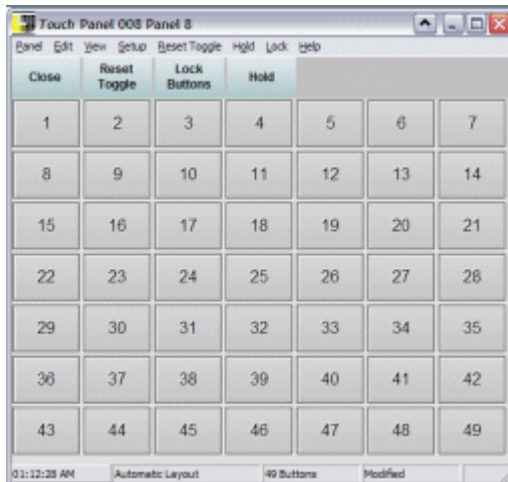 Touch Panel 008 Panel 8
Panel Edit View Setup Reset Toggle Hold Lock Help
Close Reset Toggle Lock Buttons Hold
1 2 3 4 5 6 7
8 9 10 11 12 13 14
15 16 17 18 19 20 21
22 23 24 25 26 27 28
29 30 31 32 33 34 35
36 37 38 39 40 41 42
43 44 45 46 47 48 49
01:12:28 AM Automatic Layout 49 Buttons Modified